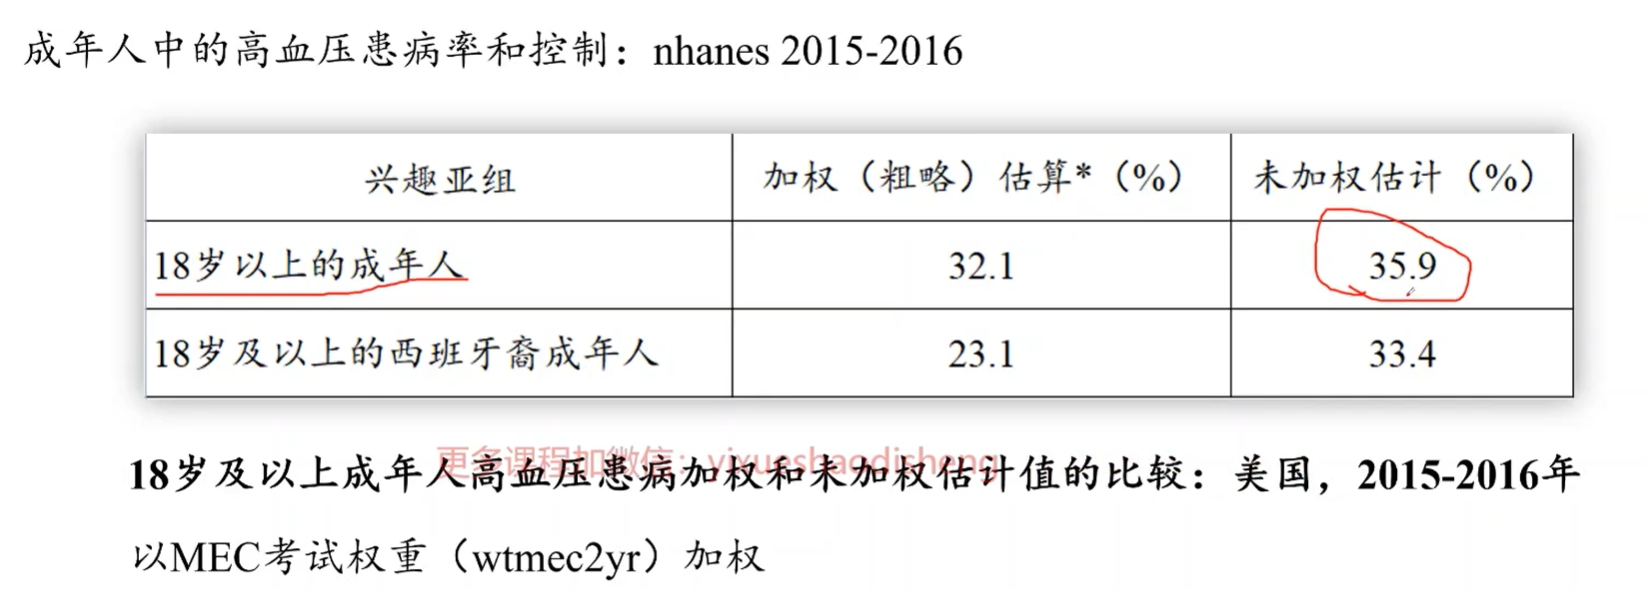 成年人中的高血压患病率和控制：nhanes 2015-2016
兴趣亚组 加权（粗略）估算*（%） 未加权估计（%）
18岁以上的成年人 32.1 35.9
18岁及以上的西班牙裔成年人 23.1 33.4
更多课程加微信：yixueshaodisheng
18岁及以上成年人高血压患病加权和未加权估计值的比较：美国，2015-2016年
以MEC考试权重（wtmec2yr）加权